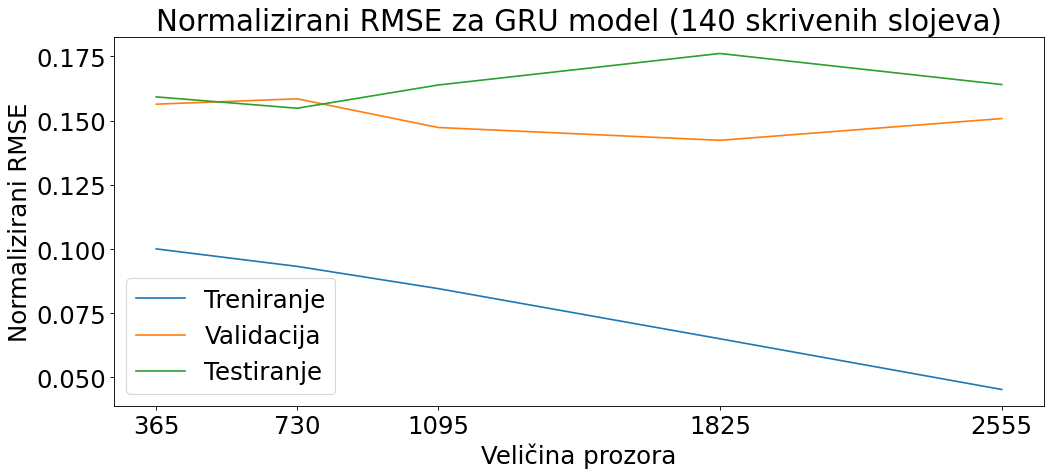 Normalizirani RMSE za GRU model (140 skrivenih slojeva)
Normalizirani RMSE
0.175
0.150
0.125
0.100
0.075
0.050
Treniranje
Validacija
Testiranje
365 730 1095 1825 2555
Veličina prozora